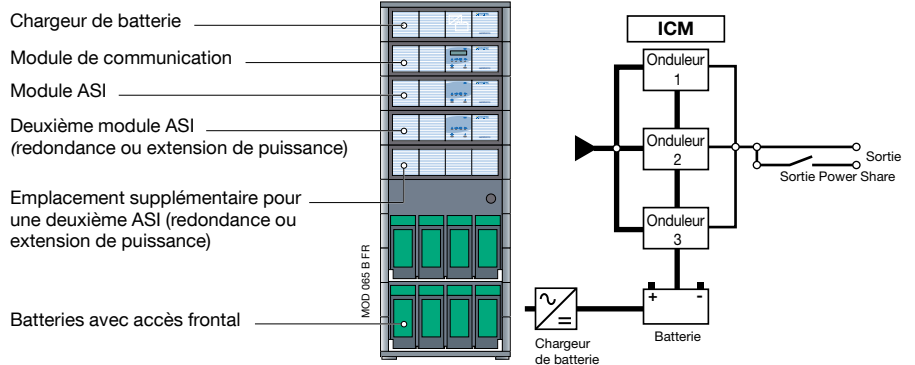 Chargeur de batterie
Module de communication
Module ASI
Deuxième module ASI
(redondance ou extension de puissance)
Emplacement supplémentaire pour
une deuxième ASI (redondance ou
extension de puissance)
Batteries avec accès frontal
MOD 065 B FR
ICM
Onduleur
1
Onduleur
2
Onduleur
3
Sortie
Sortie Power Share
+ -
Batterie
Chargeur
de batterie